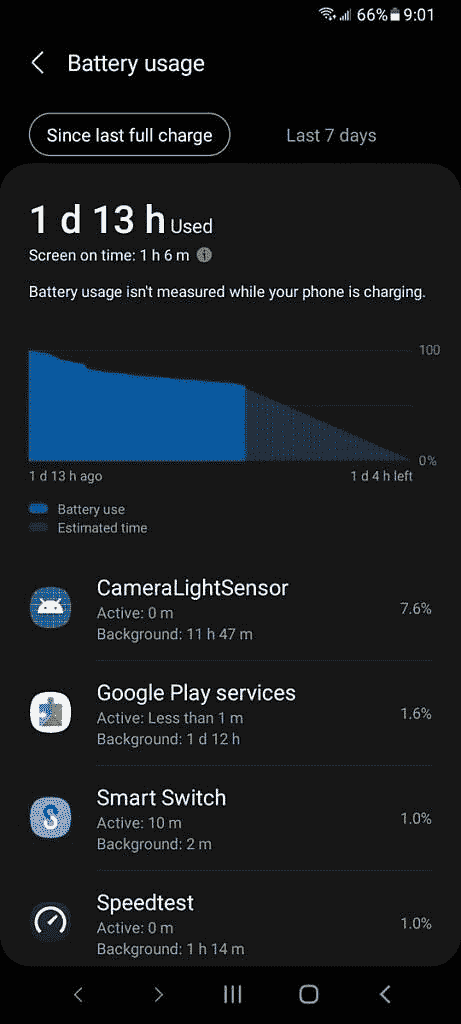 66% 9:01
Battery usage
Since last full charge Last 7 days
1 d 13 h Used
Screen on time: 1 h 6 m
Battery usage isn't measured while your phone is charging.
100
0%
1 d 13 h ago 1 d 4 h left
Battery use
Estimated time
CameraLightSensor
Active: 0 m
7.6%
Background: 11 h 47 m
Google Play services
Active: Less than 1 m
1.6%
Background: 1 d 12 h
Smart Switch
Active: 10 m
1.0%
Background: 2 m
Speedtest
Active: 0 m
1.0%
Background: 1 h 14 m